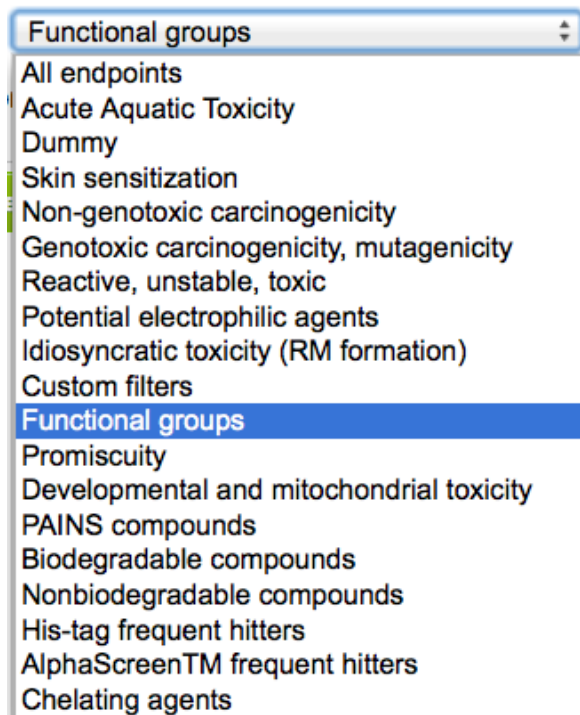 Functional groups
All endpoints
Acute Aquatic Toxicity
Dummy
Skin sensitization
Non-genotoxic carcinogenicity
Genotoxic carcinogenicity, mutagenicity
Reactive, unstable, toxic
Potential electrophilic agents
Idiosyncratic toxicity (RM formation)
Custom filters
Functional groups
Promiscuity
Developmental and mitochondrial toxicity
PAINS compounds
Biodegradable compounds
Nonbiodegradable compounds
His-tag frequent hitters
AlphaScreenTM frequent hitters
Chelating agents